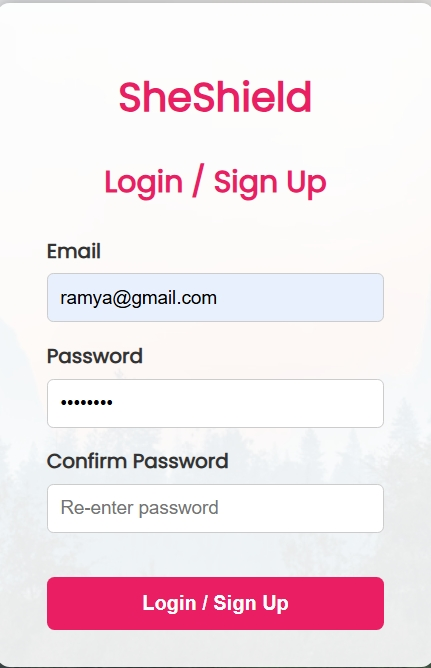 SheShield
Login / Sign Up
Email
ramya@gmail.com
Password
••••••••
Confirm Password
Re-enter password
Login / Sign Up